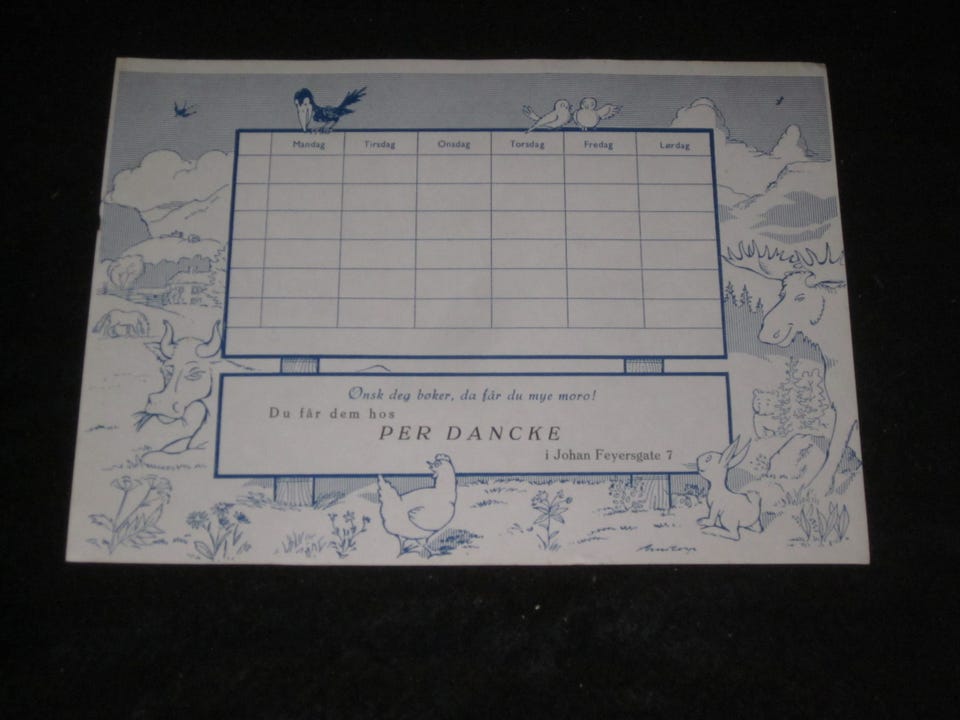 Mandag Tirsdag Onsdag Torsdag Fredag Lørdag
Ønsk deg bøker, da får du mye moro!
Du får dem hos
PER DANCKE
i Johan Feyersgate 7